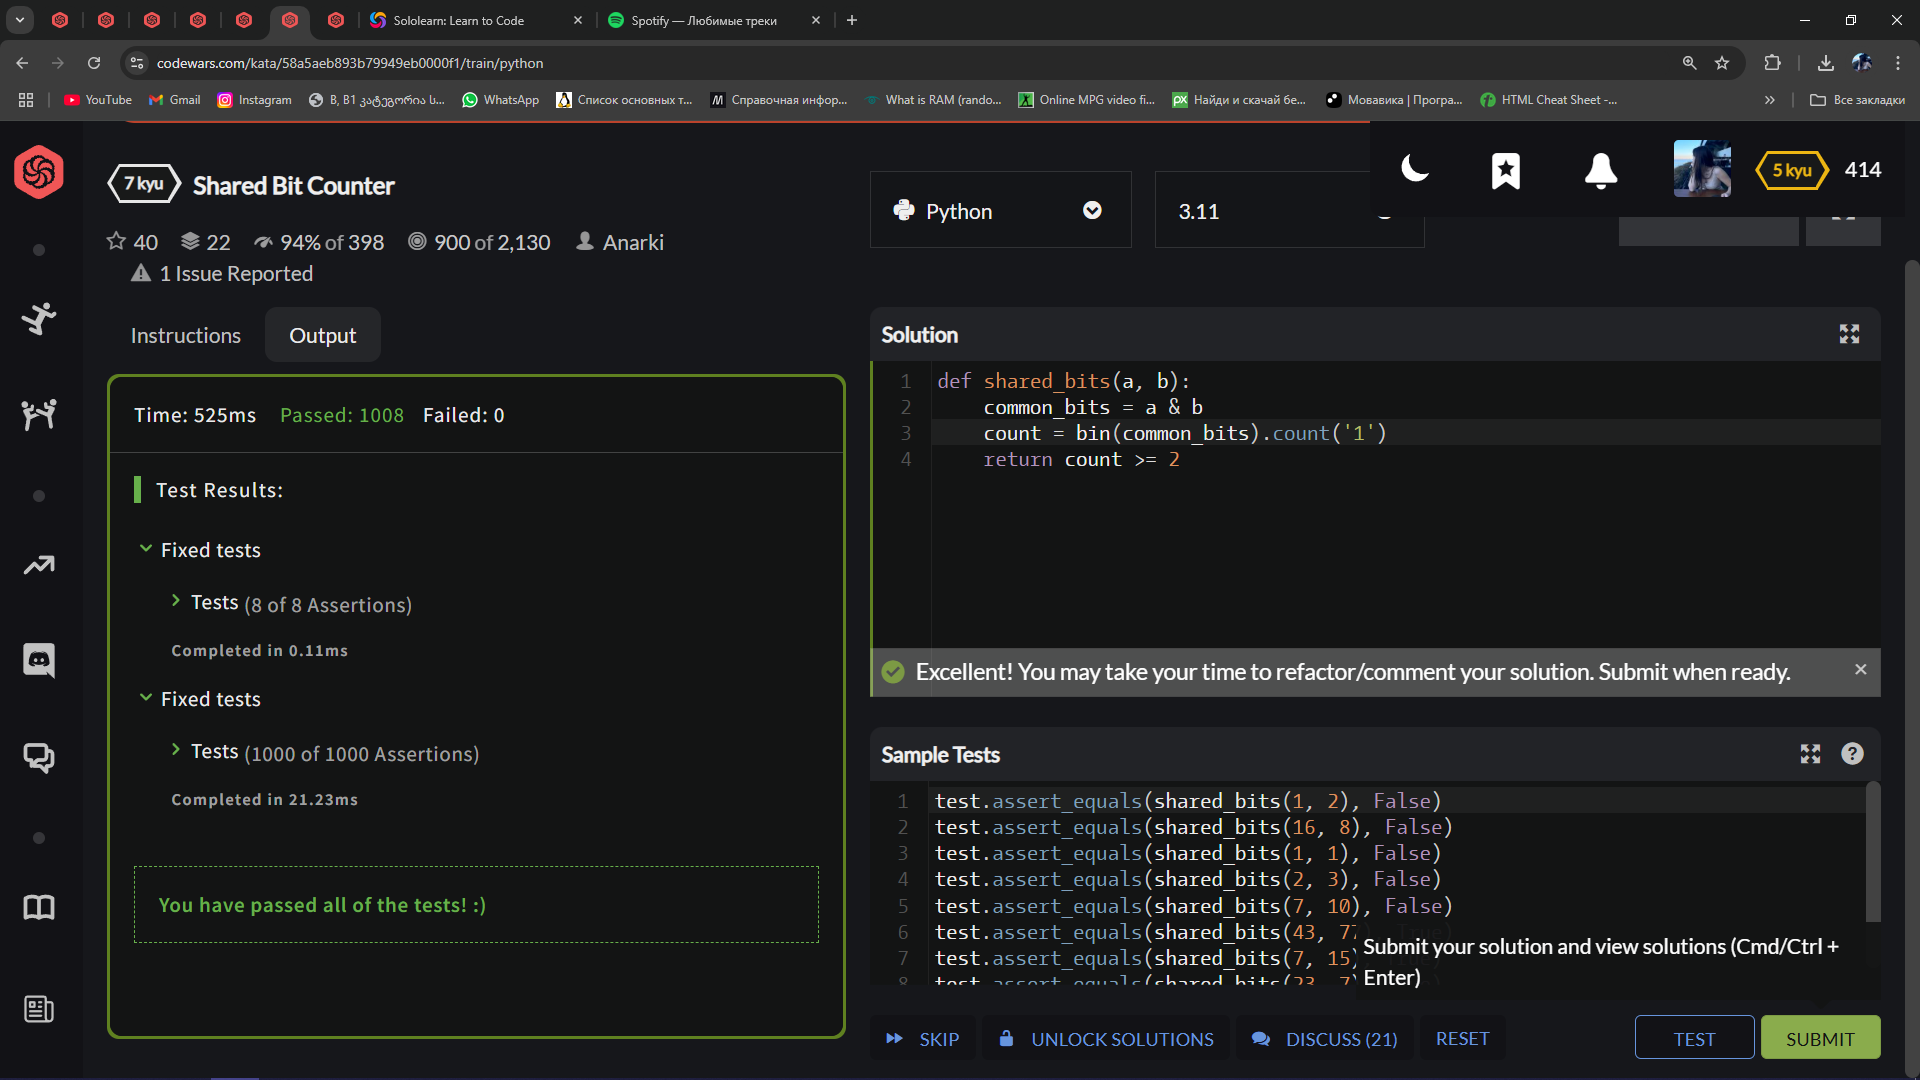 Sololearn: Learn to Code
Spotify — Любимые треки
codewars.com/kata/58a5aeb893b79949eb0000f1/train/python
YouTube
Gmail
Instagram
B, B1 კატეგორია ს...
WhatsApp
Список основных т...
Справочная инфор...
What is RAM (rando...
Online MPG video fi...
Найди и скачай бе...
Мовавика | Програ...
HTML Cheat Sheet -...
Все закладки
7 kyu
Shared Bit Counter
40
22
94% of 398
900 of 2,130
Anarki
1 Issue Reported
Python
3.11
5 kyu
414
Instructions
Output
Time: 525ms Passed: 1008 Failed: 0
Test Results:
Fixed tests
Tests (8 of 8 Assertions)
Completed in 0.11ms
Fixed tests
Tests (1000 of 1000 Assertions)
Completed in 21.23ms
You have passed all of the tests! :)
Solution
1 def shared_bits(a, b):
2 common_bits = a & b
3 count = bin(common_bits).count('1')
4 return count >= 2
Excellent! You may take your time to refactor/comment your solution. Submit when ready.
Sample Tests
1 test.assert_equals(shared_bits(1, 2), False)
2 test.assert_equals(shared_bits(16, 8), False)
3 test.assert_equals(shared_bits(1, 1), False)
4 test.assert_equals(shared_bits(2, 3), False)
5 test.assert_equals(shared_bits(7, 10), False)
6 test.assert_equals(shared_bits(43, 77), True)
7 test.assert_equals(shared_bits(7, 15)
8 test.assert_equals(shared_bits(23, 7)
Submit your solution and view solutions (Cmd/Ctrl +
Enter)
SKIP
UNLOCK SOLUTIONS
DISCUSS (21)
RESET
TEST
SUBMIT